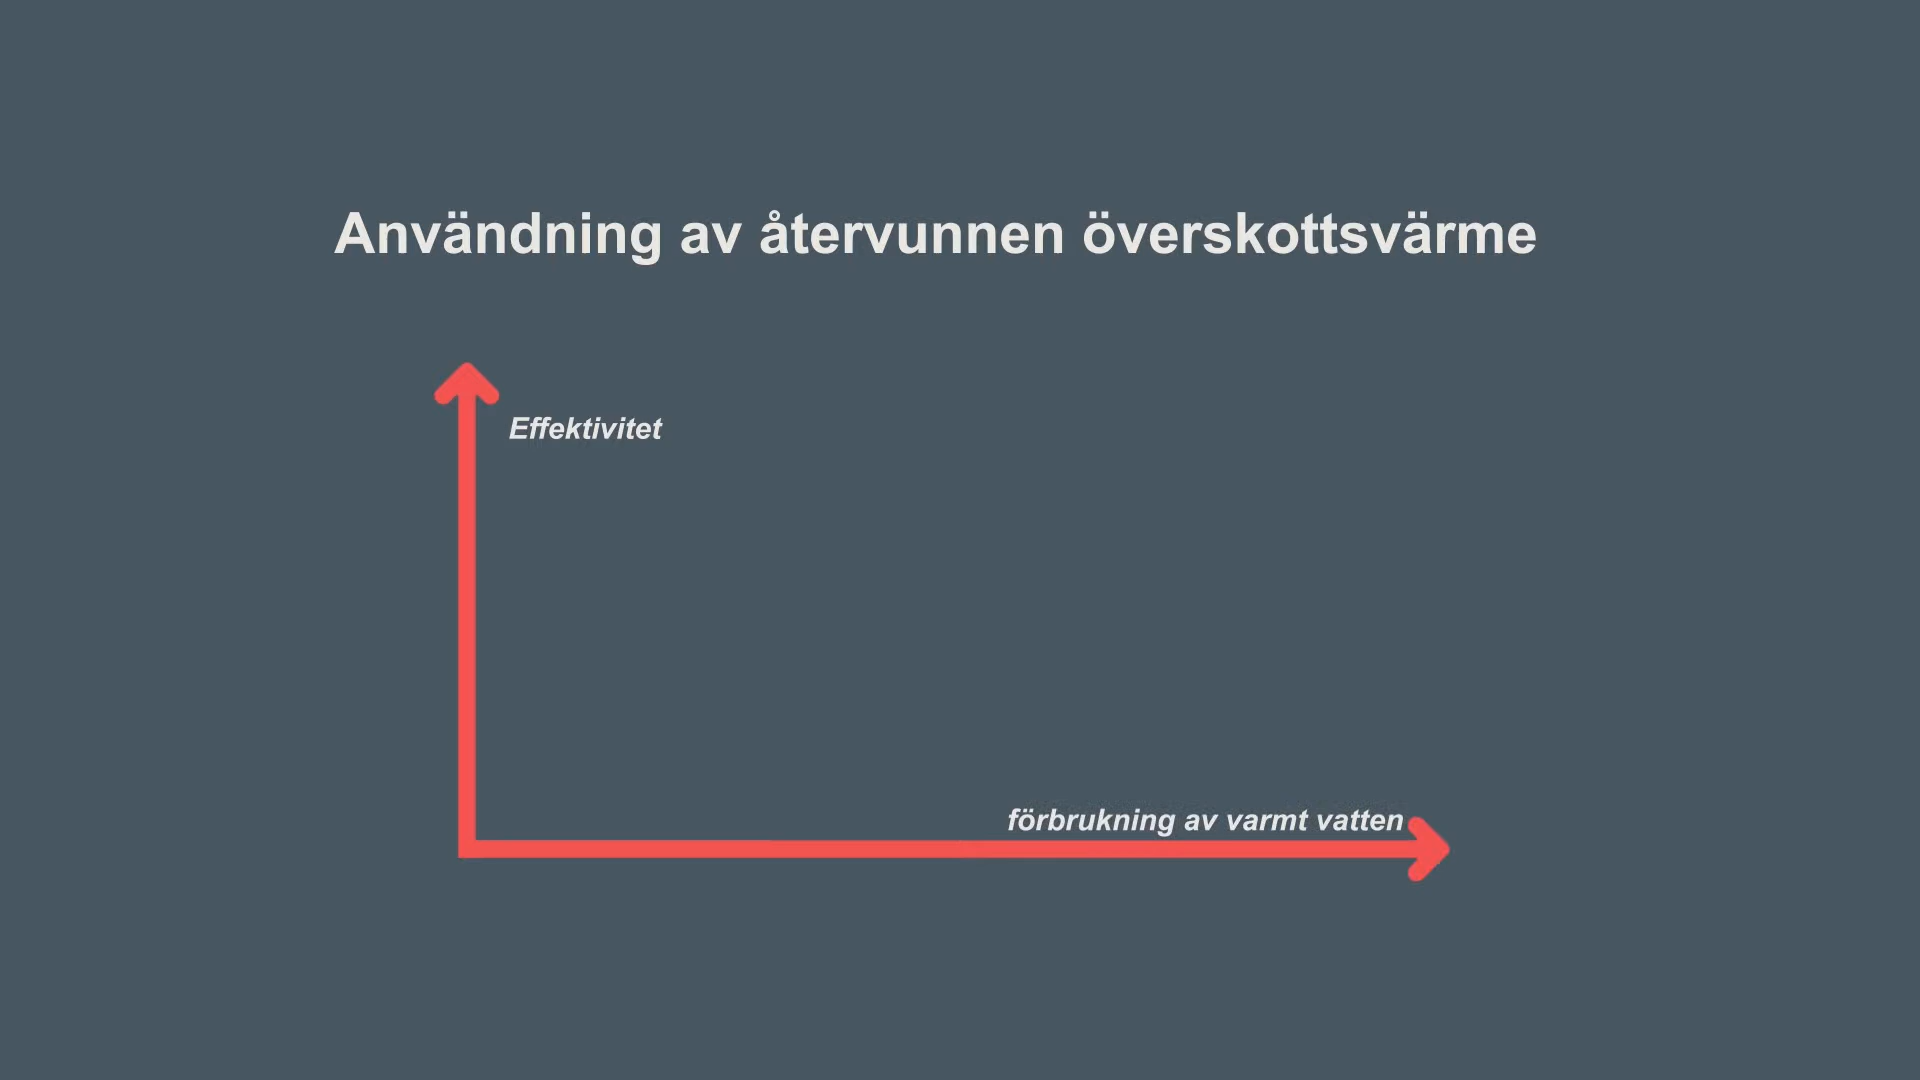 Användning av återvunnen överskottsvärme
Effektivitet
förbrukning av varmt vatten